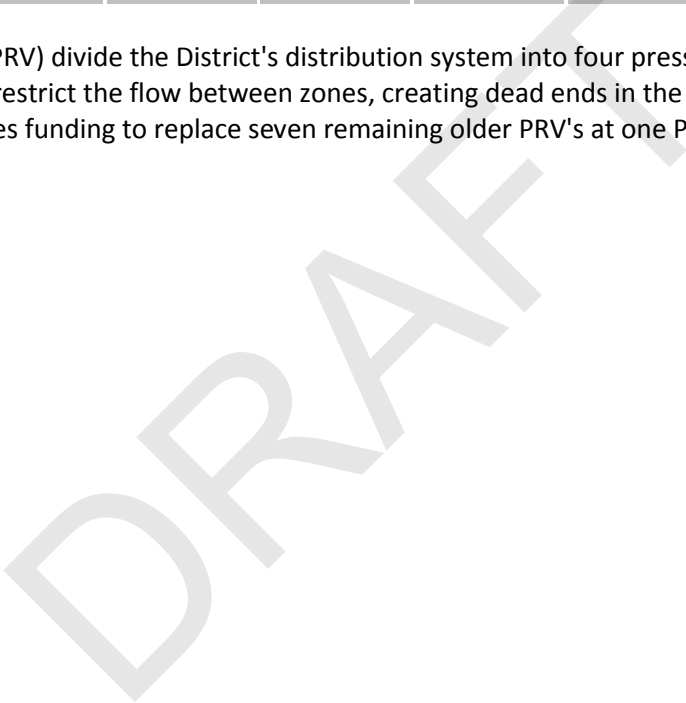 PRV) divide the District's distribution system into four press
restrict the flow between zones, creating dead ends in the
es funding to replace seven remaining older PRV's at one P
DRAFT